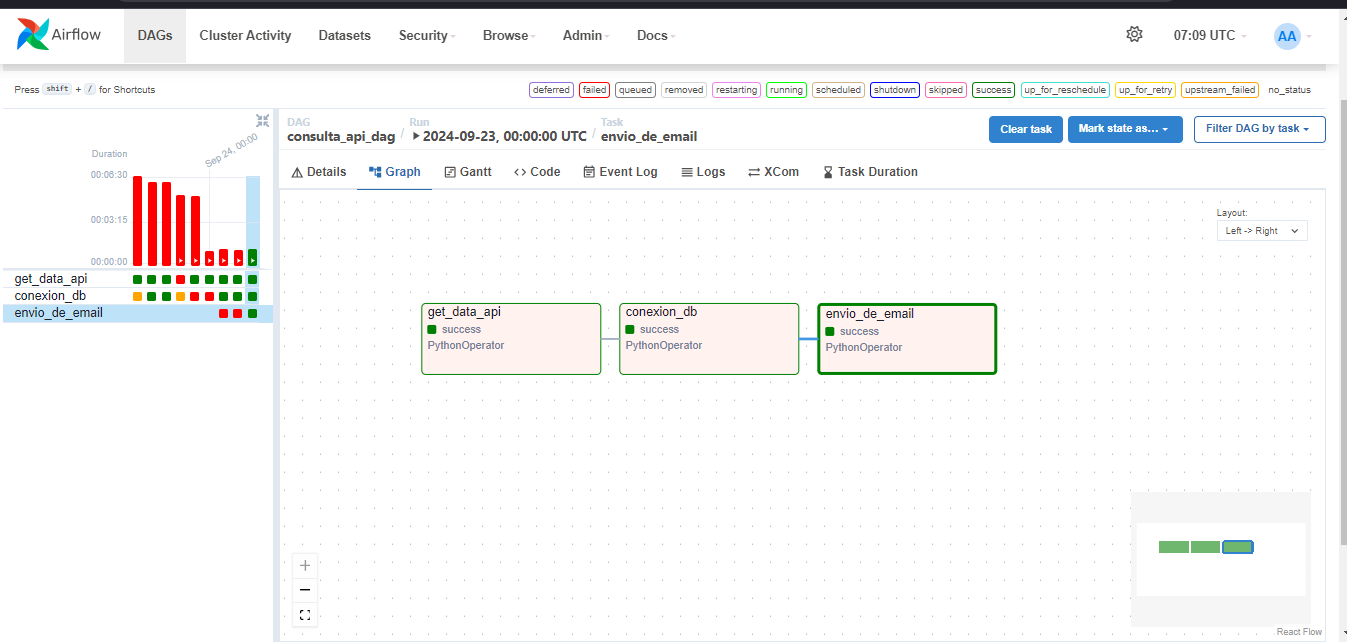 Airflow DAGs Cluster Activity Datasets Security Browse Admin Docs 07:09 UTC AA
Press shift + / for Shortcuts
deferred failed queued removed restarting running scheduled shutdown skipped success up_for_reschedule up_for_retry upstream_failed no_status
Duration
Sep 24, 00:00
00:06:30
00:03:15
00:00:00
get_data_api
conexion_db
envio_de_email
DAG Run Task
consulta_api_dag / 2024-09-23, 00:00:00 UTC / envio_de_email
Clear task Mark state as... Filter DAG by task
Details Graph Gantt Code Event Log Logs XCom Task Duration
Layout:
Left -> Right
get_data_api
success
PythonOperator
conexion_db
success
PythonOperator
envio_de_email
success
PythonOperator
React Flow